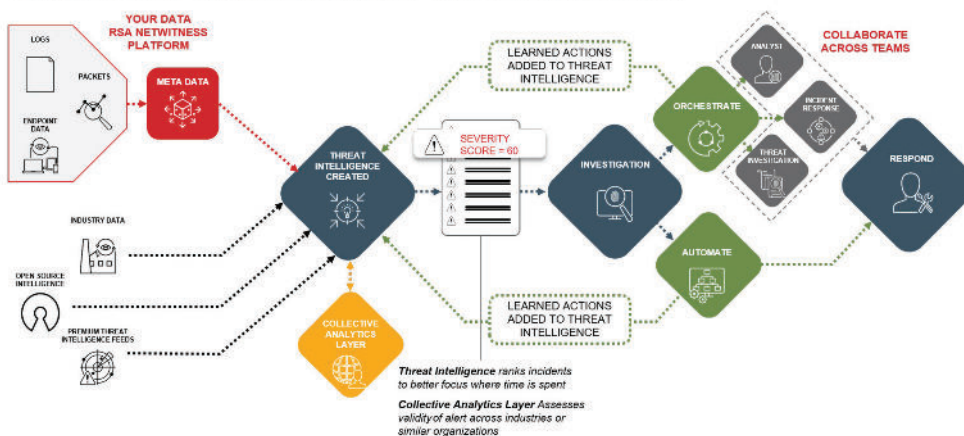 YOUR DATA
RSA NETWITNESS
PLATFORM
LOGS
PACKETS
ENDPOINT
DATA
META DATA
INDUSTRY DATA
OPEN SOURCE
INTELLIGENCE
PREMIUM THREAT
INTELLIGENCE FEEDS
THREAT
INTELLIGENCE
CREATED
COLLECTIVE
ANALYTICS
LAYER
LEARNED ACTIONS
ADDED TO THREAT
INTELLIGENCE
SEVERITY
SCORE = 60
INVESTIGATION
LEARNED ACTIONS
ADDED TO THREAT
INTELLIGENCE
ORCHESTRATE
AUTOMATE
ANALYST
INCIDENT
RESPONSE
THREAT
INVESTIGATION
COLLABORATE
ACROSS TEAMS
RESPOND
Threat Intelligence ranks incidents
to better focus where time is spent
Collective Analytics Layer Assesses
validity of alert across industries or
similar organizations